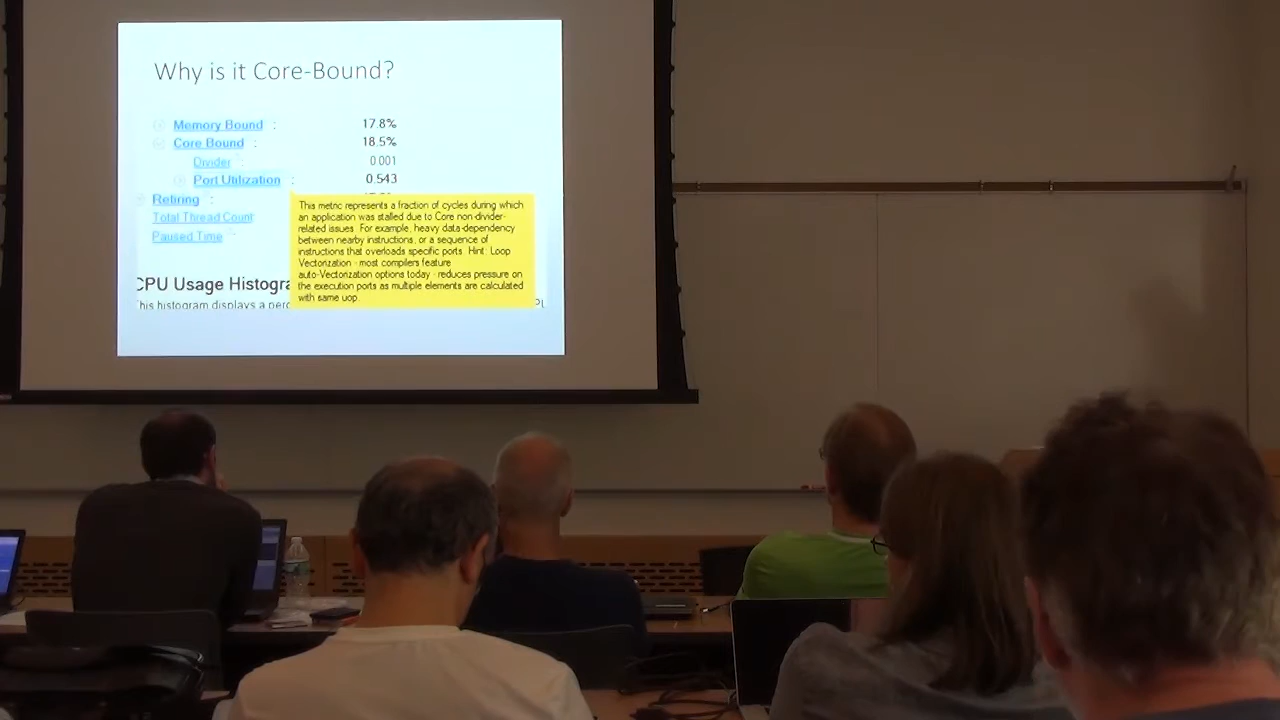 Why is it Core-Bound?
Memory Bound : 17.8%
Core Bound : 18.5%
Divider : 0.001
Port Utilization : 0.543
Retiring :
Total Thread Count
Paused Time
This metric represents a fraction of cycles during which
an application was stalled due to Core non-divider-
related issues. For example, heavy data-dependency
between nearby instructions, or a sequence of
instructions that overloads specific ports. Hint: Loop
Vectorization - most compilers feature
auto-Vectorization options today - reduces pressure on
the execution ports as multiple elements are calculated
with same uop.
CPU Usage Histogra
his histogram displays a perc